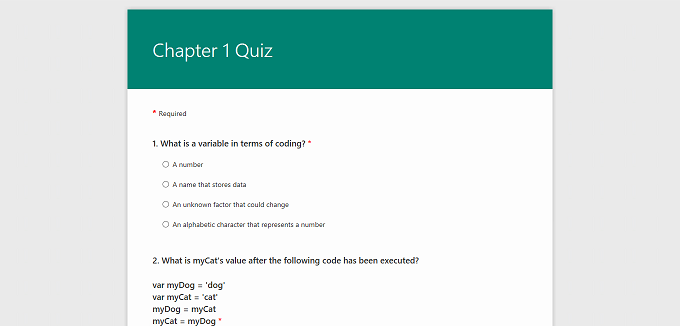 Chapter 1 Quiz
* Required
1. What is a variable in terms of coding? *
A number
A name that stores data
An unknown factor that could change
An alphabetic character that represents a number
2. What is myCat's value after the following code has been executed?
var myDog = 'dog'
var myCat = 'cat'
myDog = myCat
myCat = myDog *